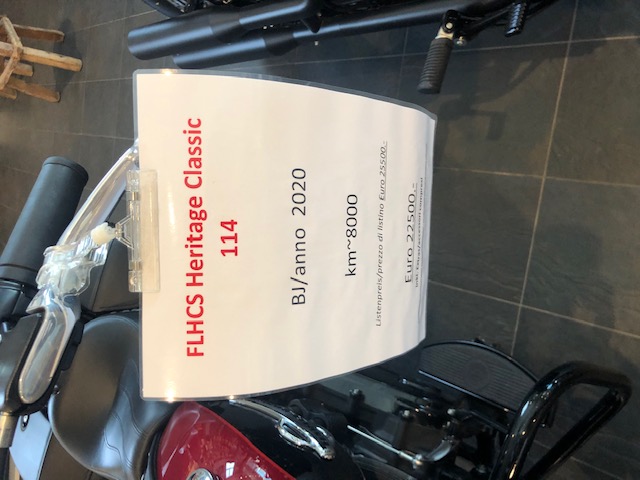 FLHCS Heritage Classic
114
BJ/anno 2020
km~8000
Listenpreis/prezzo di listino Euro 25500.-
Euro 22500.-